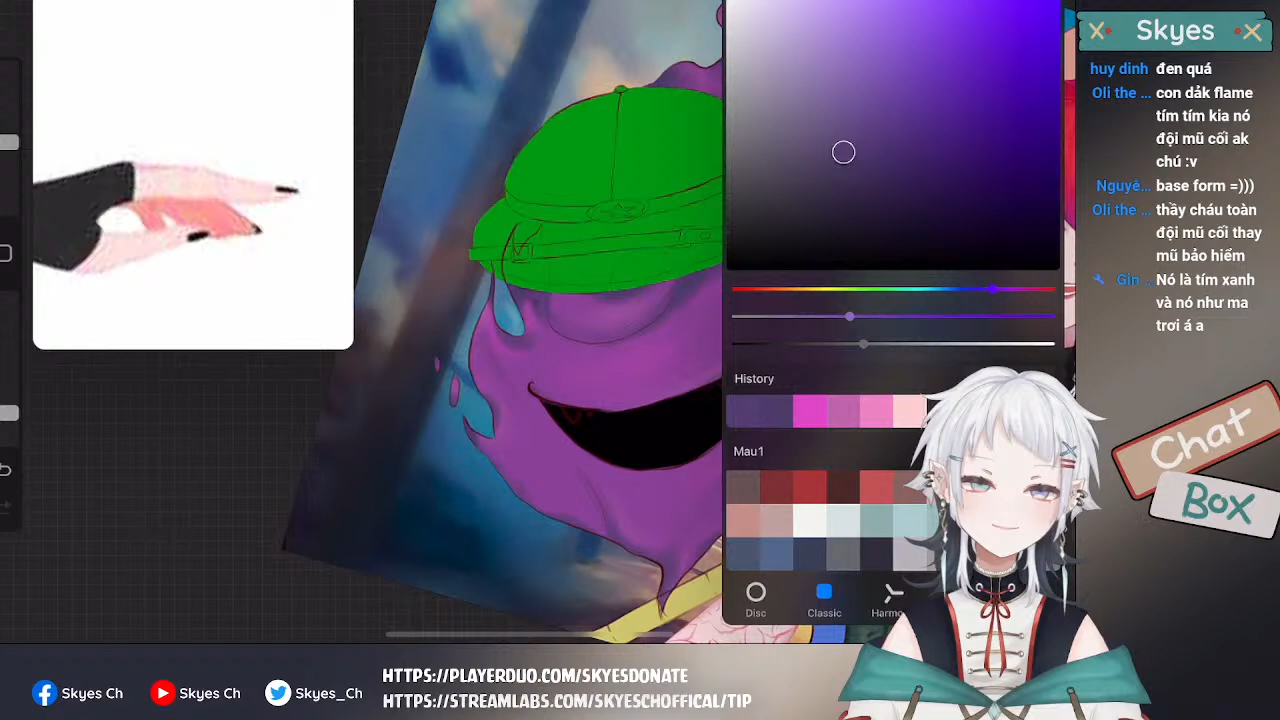 X Skyes X
huy dinh đen quá
Oli the ... con dảk flame
tím tím kia nó
đội mũ cối ak
chú :v
Nguyê... base form =)))
Oli the ... thầy cháu toàn
đội mũ cối thay
mũ bảo hiểm
Gin ... Nó là tím xanh
và nó như ma
trơi á a
History
Mau1
Disc
Classic
Harmo
Chat
Box
Skyes Ch
Skyes Ch
Skyes_Ch
HTTPS://PLAYERDUO.COM/SKYESDONATE
HTTPS://STREAMLABS.COM/SKYESCHOFFICAL/TIP